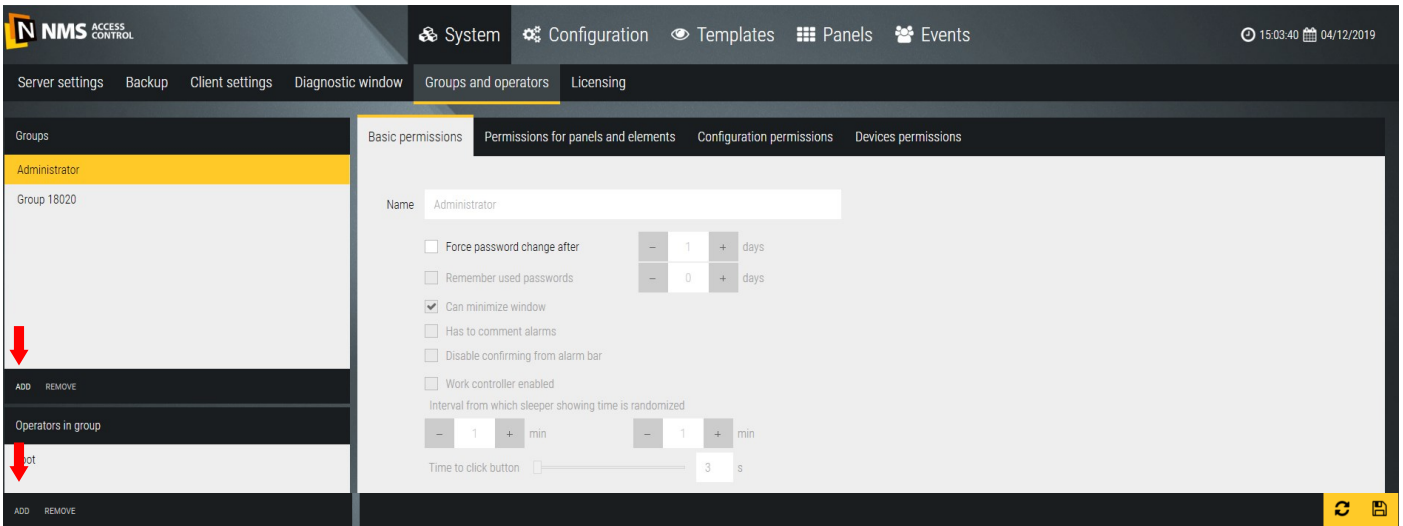 NMS ACCESS CONTROL
System Configuration Templates Panels Events
15:03:40 04/12/2019
Server settings Backup Client settings Diagnostic window Groups and operators Licensing
Groups
Administrator
Group 18020
ADD REMOVE
Operators in group
ADD REMOVE
Basic permissions Permissions for panels and elements Configuration permissions Devices permissions
Name Administrator
Force password change after - 1 + days
Remember used passwords - 0 + days
Can minimize window
Has to comment alarms
Disable confirming from alarm bar
Work controller enabled
Interval from which sleeper showing time is randomized
- 1 + min - 1 + min
Time to click button 3 s